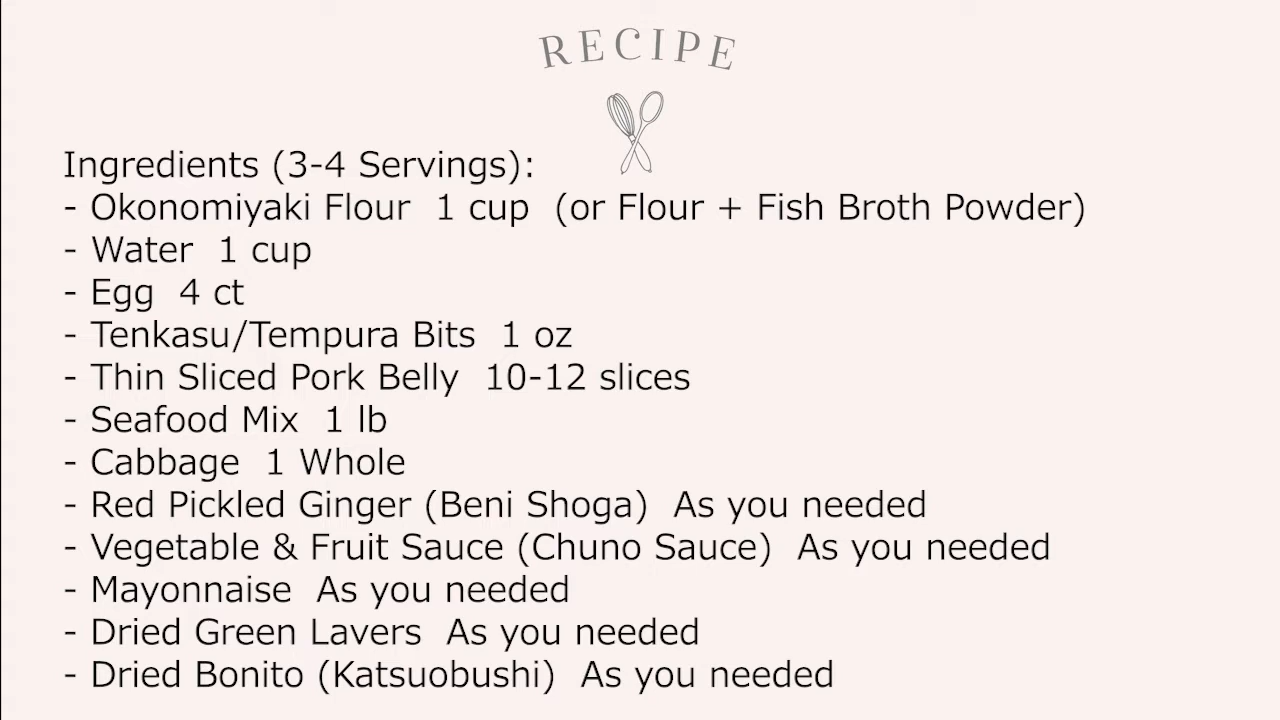 RECIPE
Ingredients (3-4 Servings):
- Okonomiyaki Flour  1 cup  (or Flour + Fish Broth Powder)
- Water  1 cup
- Egg  4 ct
- Tenkasu/Tempura Bits  1 oz
- Thin Sliced Pork Belly  10-12 slices
- Seafood Mix  1 lb
- Cabbage  1 Whole
- Red Pickled Ginger (Beni Shoga)  As you needed
- Vegetable & Fruit Sauce (Chuno Sauce)  As you needed
- Mayonnaise  As you needed
- Dried Green Lavers  As you needed
- Dried Bonito (Katsuobushi)  As you needed